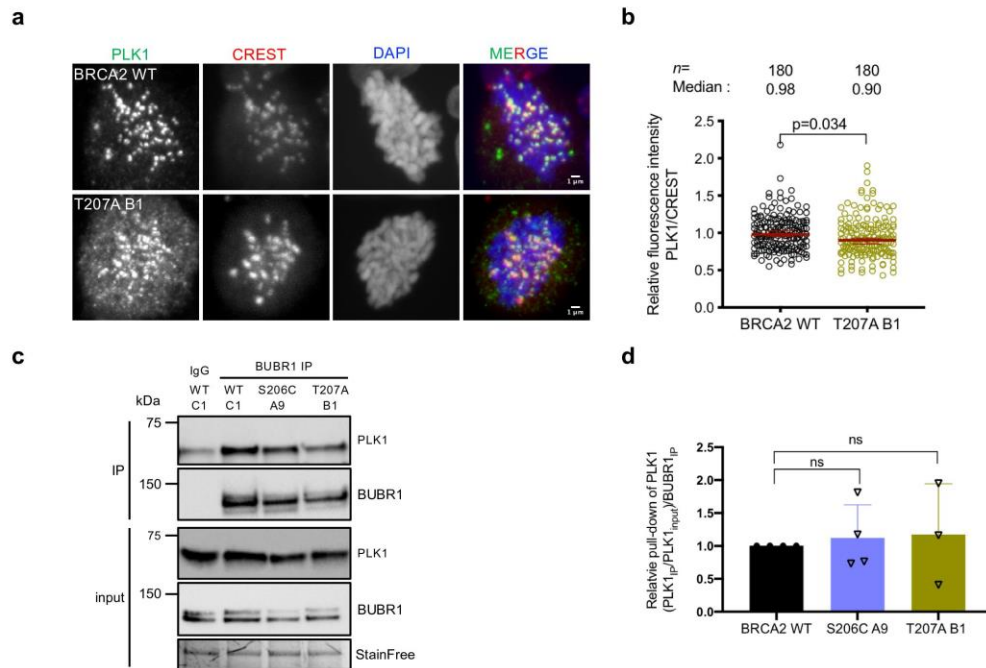 a
PLK1 CREST DAPI MERGE
BRCA2 WT
1 µm
T207A B1
1 µm
b
n= 180 180
Median : 0.98 0.90
p=0.034
Relative fluorescence intensity
PLK1/CREST
2.5
2.0
1.5
1.0
0.5
0.0
BRCA2 WT T207A B1
c
BUBR1 IP
IgG
WT WT S206C T207A
C1 C1 A9 B1
kDa
75
PLK1
IP
150
BUBR1
75
PLK1
input
150
BUBR1
StainFree
d
Relatvie pull-down of PLK1
(PLK1IP/PLK1input)/BUBR1IP
2.5
2.0
1.5
1.0
0.5
0.0
ns
ns
BRCA2 WT S206C A9 T207A B1